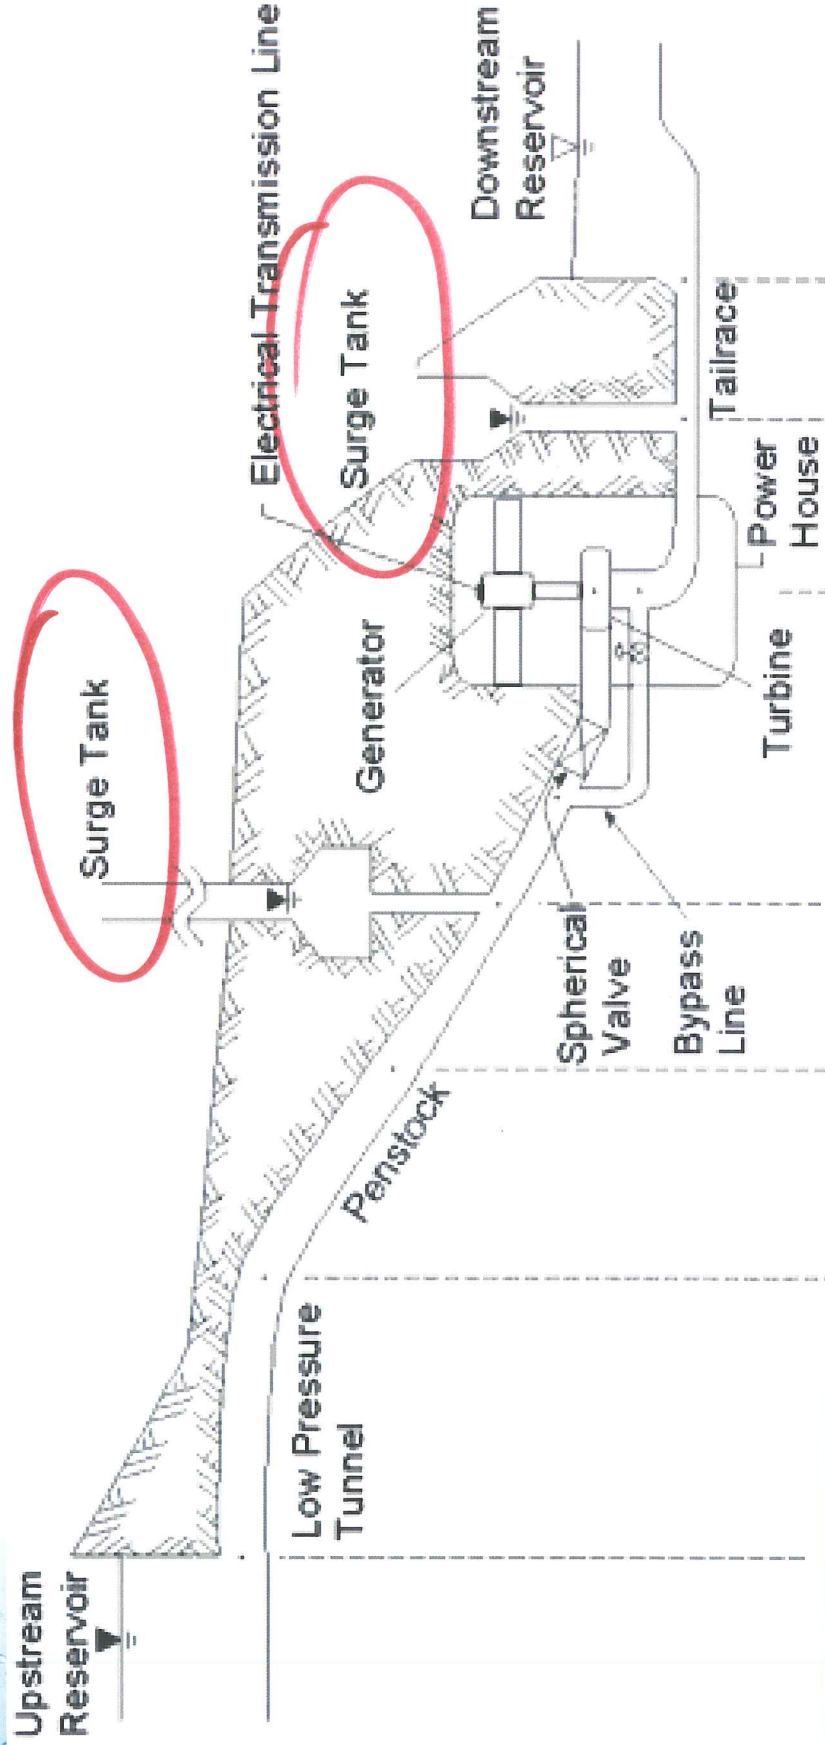 Upstream
Reservoir
Surge Tank
Electrical Transmission Line
Surge Tank
Downstream
Reservoir
Generator
Low Pressure
Tunnel
Penstock
Spherical
Valve
Bypass
Line
Turbine
Power
House
Tailrace